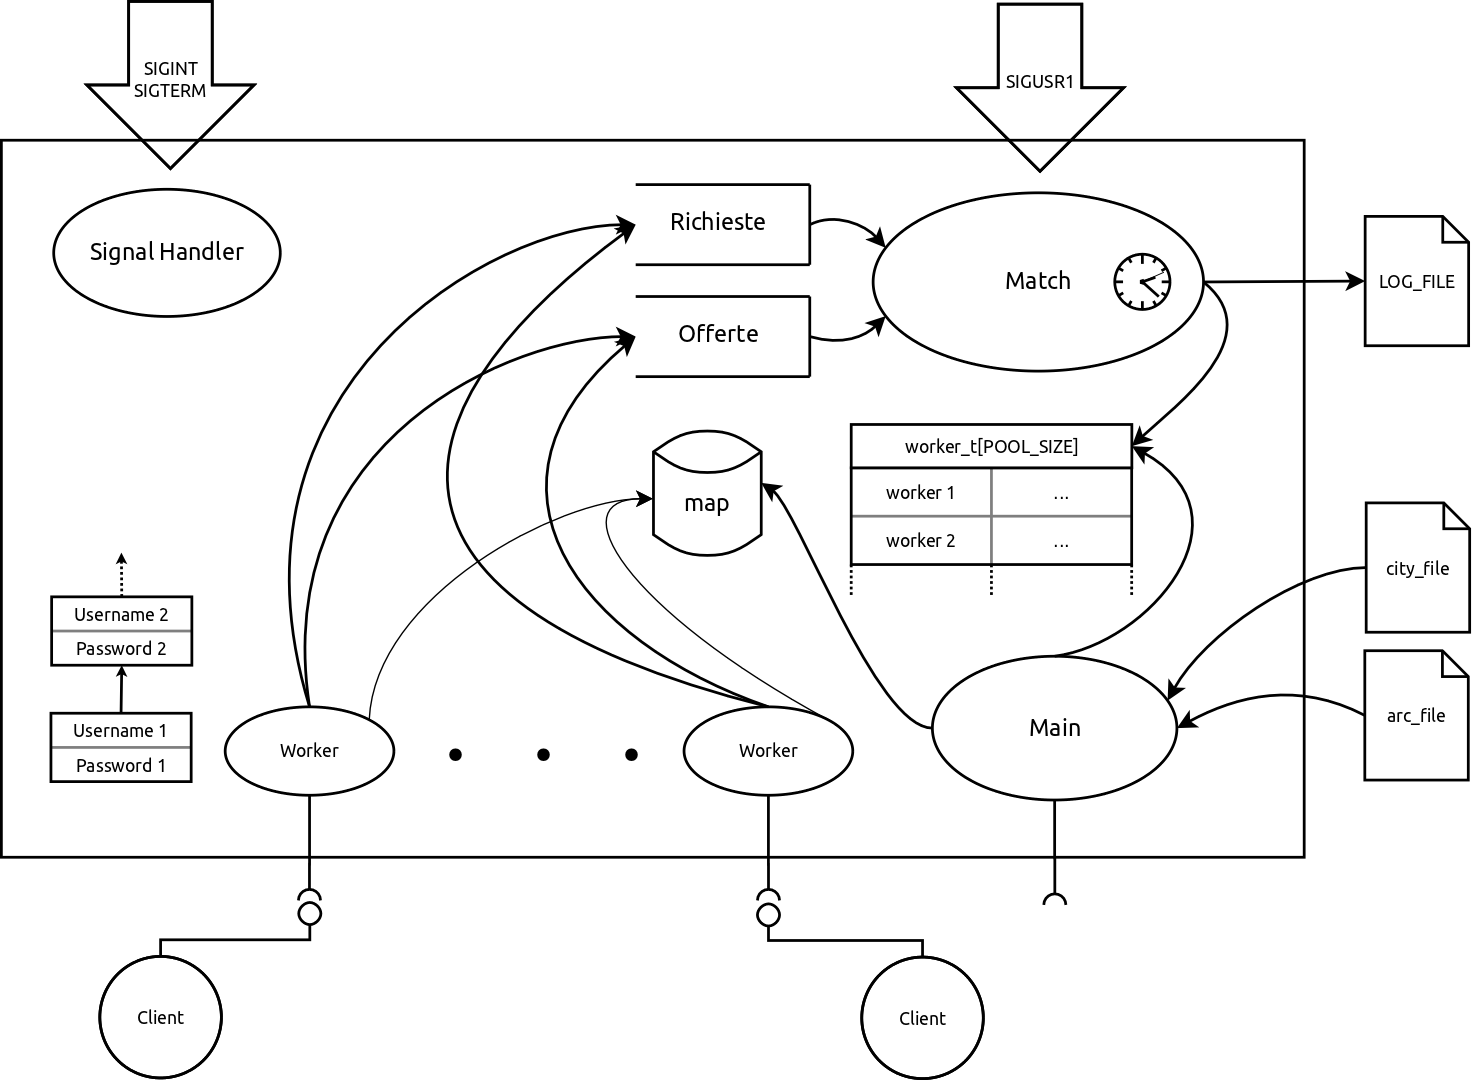 SIGINT
SIGTERM
SIGUSR1
Signal Handler
Richieste
Offerte
Match
LOG_FILE
worker_t[POOL_SIZE]
worker 1 ...
worker 2 ...
map
city_file
arc_file
Username 2
Password 2
Username 1
Password 1
Worker
Worker
Main
Client
Client